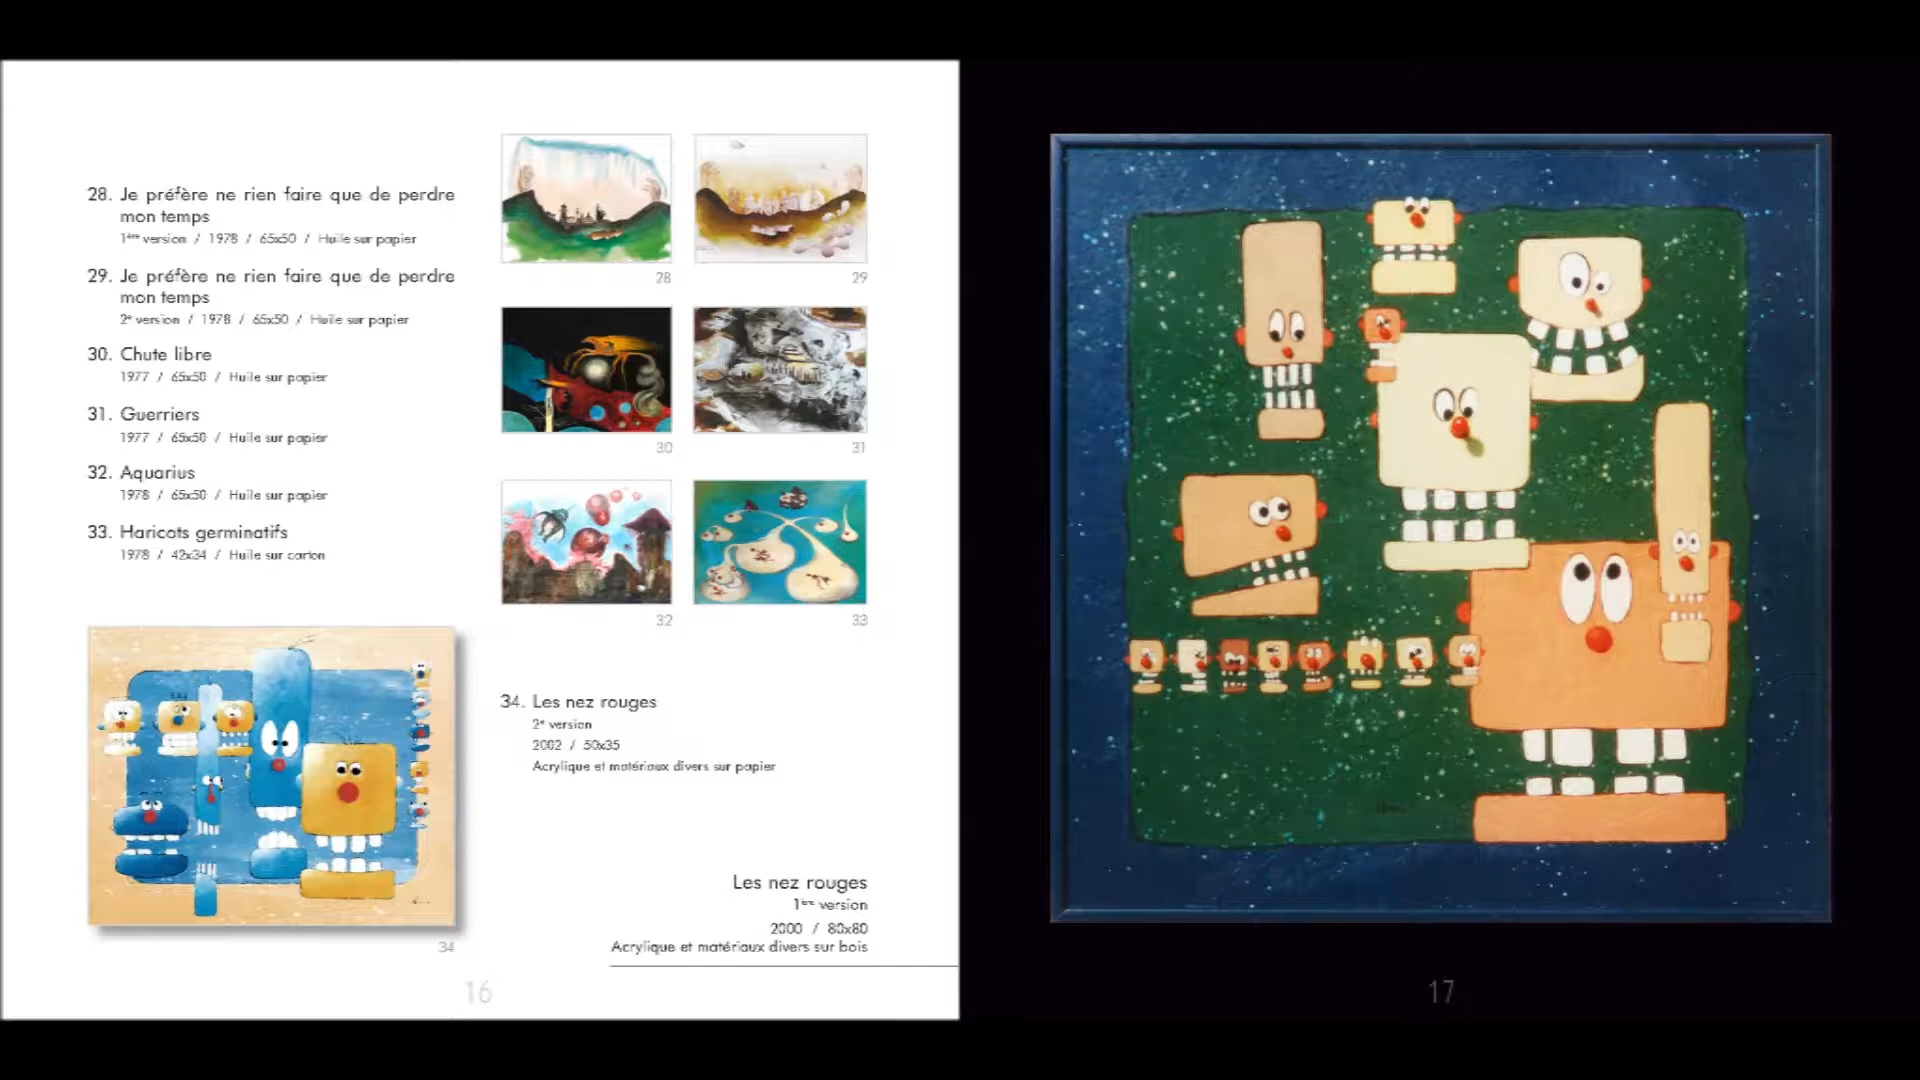 28. Je préfère ne rien faire que de perdre
mon temps
1ère version / 1978 / 65x50 / Huile sur papier
29. Je préfère ne rien faire que de perdre
mon temps
2e version / 1978 / 65x50 / Huile sur papier
30. Chute libre
1977 / 65x50 / Huile sur papier
31. Guerriers
1977 / 65x50 / Huile sur papier
32. Aquarius
1978 / 65x50 / Huile sur papier
33. Haricots germinatifs
1978 / 42x34 / Huile sur carton
28
29
30
31
32
33
34
34. Les nez rouges
2e version
2002 / 50x35
Acrylique et matériaux divers sur papier
Les nez rouges
1ère version
2000 / 80x80
Acrylique et matériaux divers sur bois
16
17